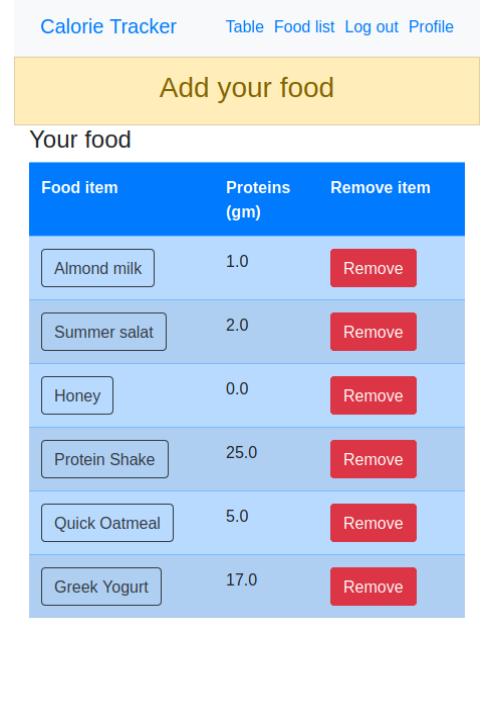 Calorie Tracker Table Food list Log out Profile
Add your food
Your food
Food item Proteins (gm) Remove item
Almond milk 1.0 Remove
Summer salat 2.0 Remove
Honey 0.0 Remove
Protein Shake 25.0 Remove
Quick Oatmeal 5.0 Remove
Greek Yogurt 17.0 Remove